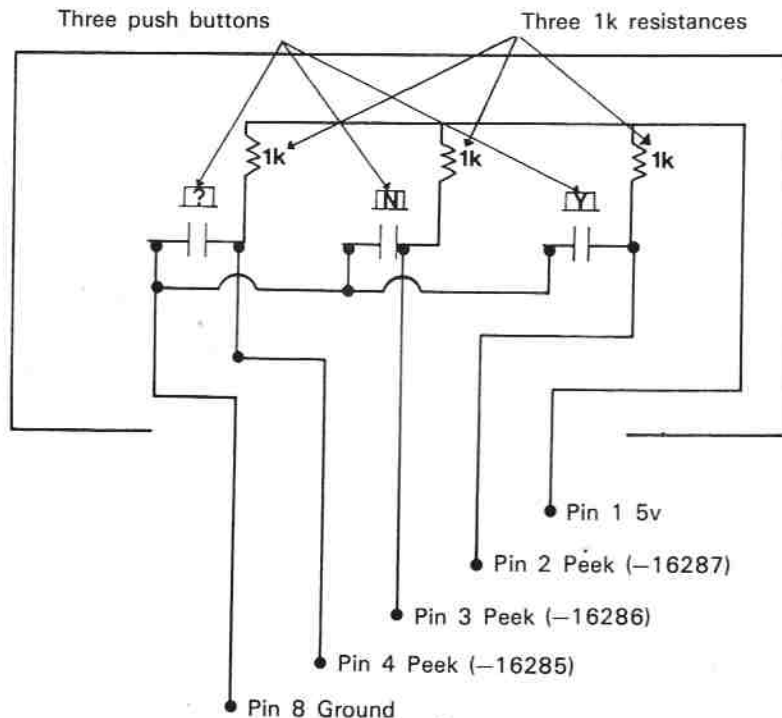 Three push buttons
Three 1k resistances
1k
1k
1k
?
N
Y
Pin 1 5v
Pin 2 Peek (−16287)
Pin 3 Peek (−16286)
Pin 4 Peek (−16285)
Pin 8 Ground